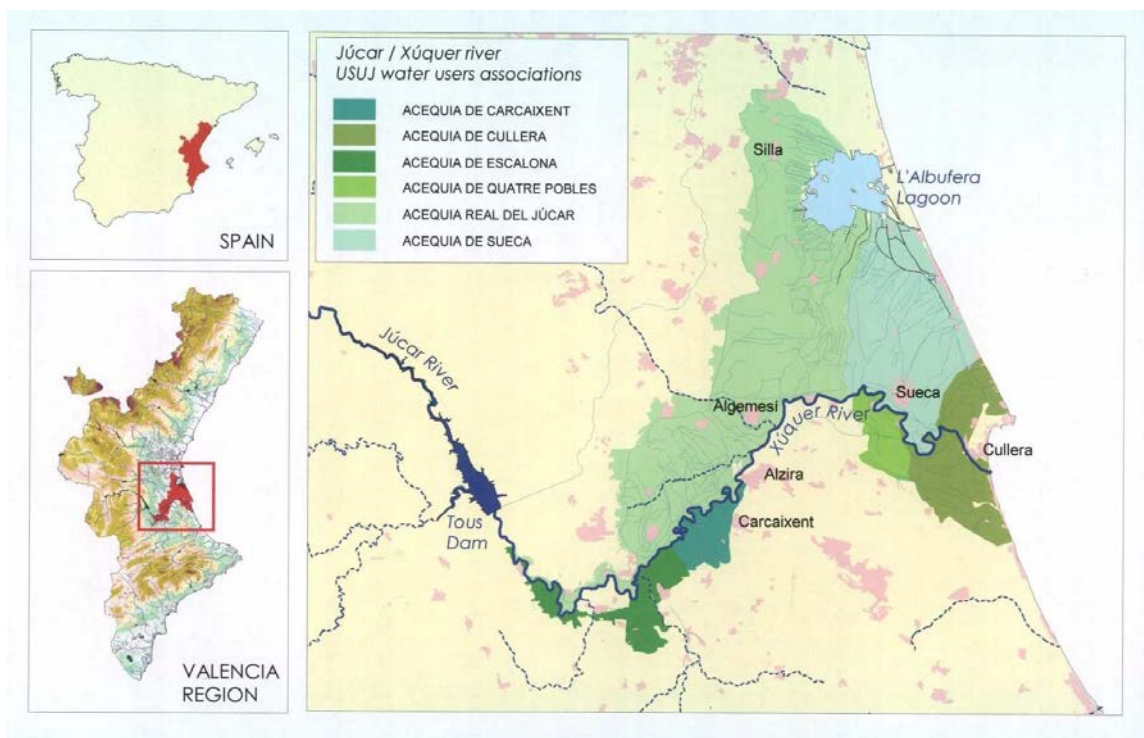 SPAIN
VALENCIA
REGION
Júcar / Xúquer river
USUJ water users associations
ACEQUIA DE CARCAIXENT
ACEQUIA DE CULLERA
ACEQUIA DE ESCALONA
ACEQUIA DE QUATRE POBLES
ACEQUIA REAL DEL JÚCAR
ACEQUIA DE SUECA
Silla
L'Albufera
Lagoon
Júcar River
Sueca
Algemesí
Xúquer River
Cullera
Alzira
Carcaixent
Tous
Dam